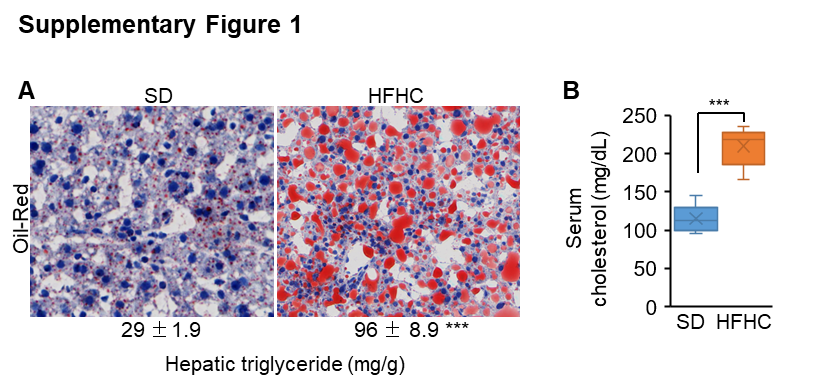 Supplementary Figure 1
A
SD
HFHC
Oil-Red
29 ± 1.9
96 ± 8.9 ***
Hepatic triglyceride (mg/g)
B
***
Serum
cholesterol (mg/dL)
250
200
150
100
50
0
SD HFHC